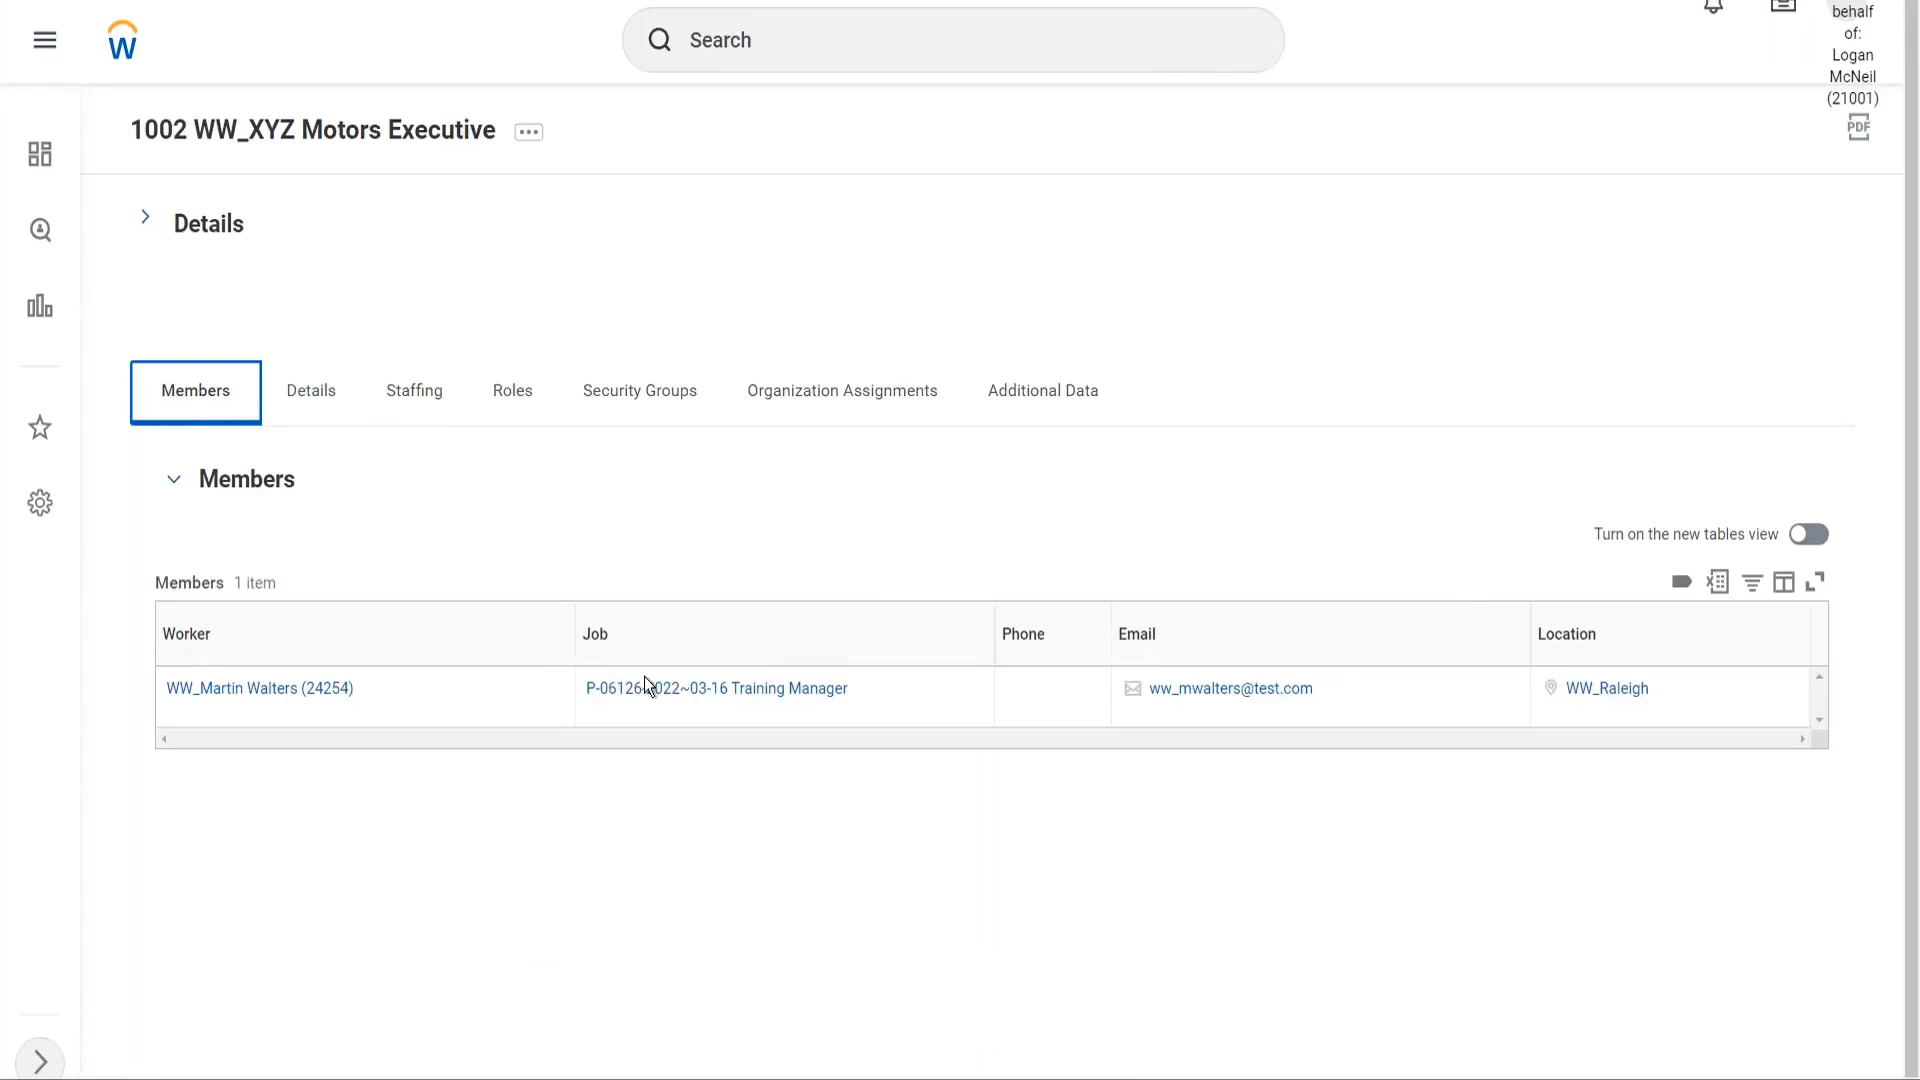 Search
behalf
of:
Logan
McNeil
(21001)
1002 WW_XYZ Motors Executive
PDF
Details
Members Details Staffing Roles Security Groups Organization Assignments Additional Data
Members
Turn on the new tables view
Members 1 item
Worker Job Phone Email Location
WW_Martin Walters (24254) Training Manager ww_mwalters@test.com WW_Raleigh